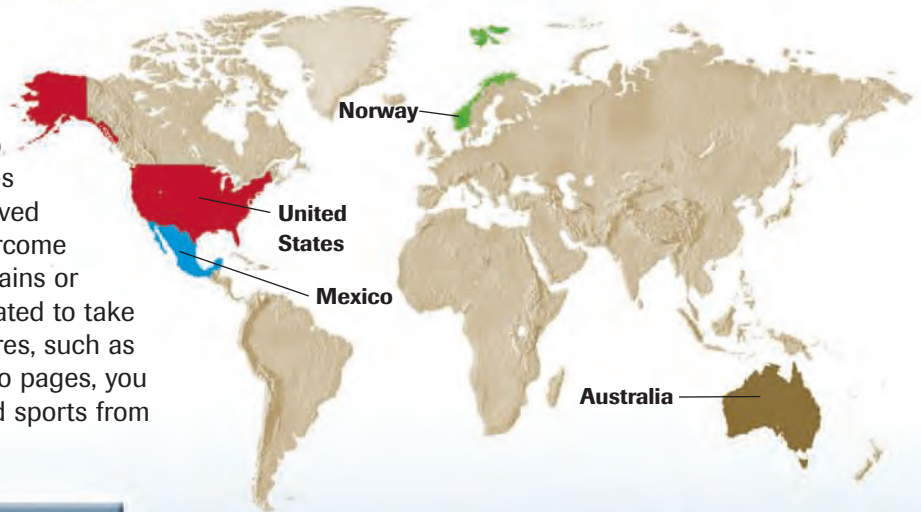 es
ved
rcome
ains or
ated to take
res, such as
o pages, you
d sports from
Norway
United
States
Mexico
Australia